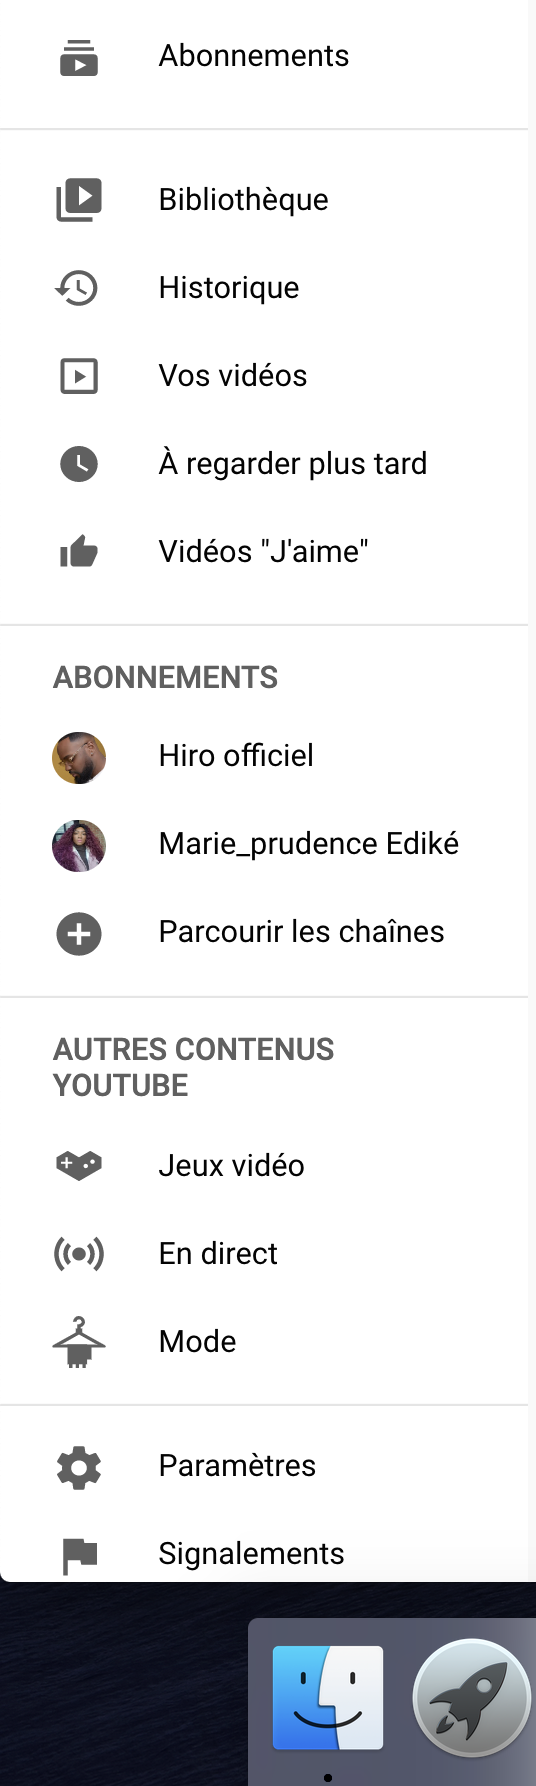 Abonnements
Bibliothèque
Historique
Vos vidéos
À regarder plus tard
Vidéos "J'aime"
ABONNEMENTS
Hiro officiel
Marie_prudence Ediké
Parcourir les chaînes
AUTRES CONTENUS
YOUTUBE
Jeux vidéo
En direct
Mode
Paramètres
Signalements